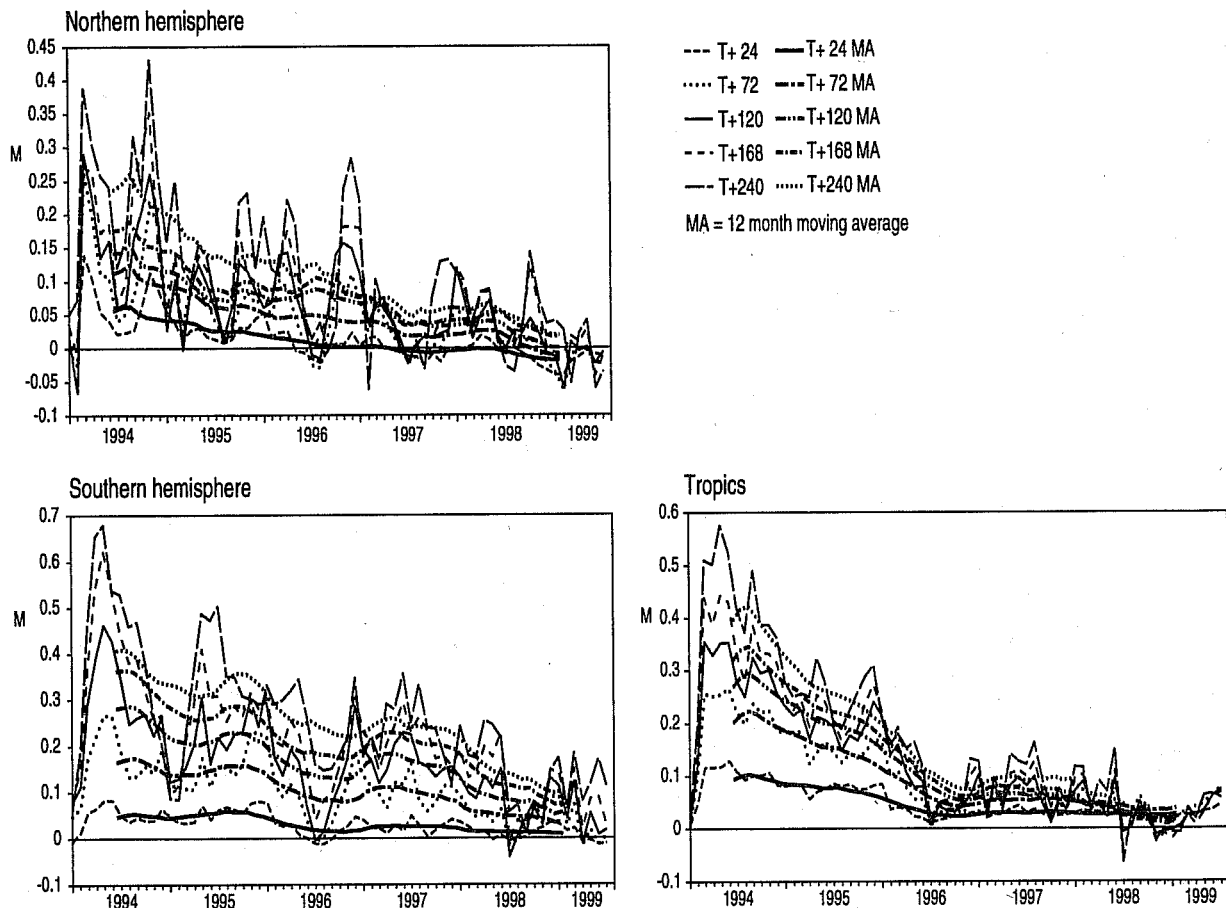 Northern hemisphere
0.45
0.4
0.35
0.3
0.25
0.2
0.15
0.1
0.05
0
-0.05
-0.1
M
1994 1995 1996 1997 1998 1999
T+ 24 T+ 24 MA
T+ 72 T+ 72 MA
T+120 T+120 MA
T+168 T+168 MA
T+240 T+240 MA
MA = 12 month moving average
Southern hemisphere
0.7
0.6
0.5
0.4
0.3
0.2
0.1
0
-0.1
M
1994 1995 1996 1997 1998 1999
Tropics
0.6
0.5
0.4
0.3
0.2
0.1
0
-0.1
M
1994 1995 1996 1997 1998 1999